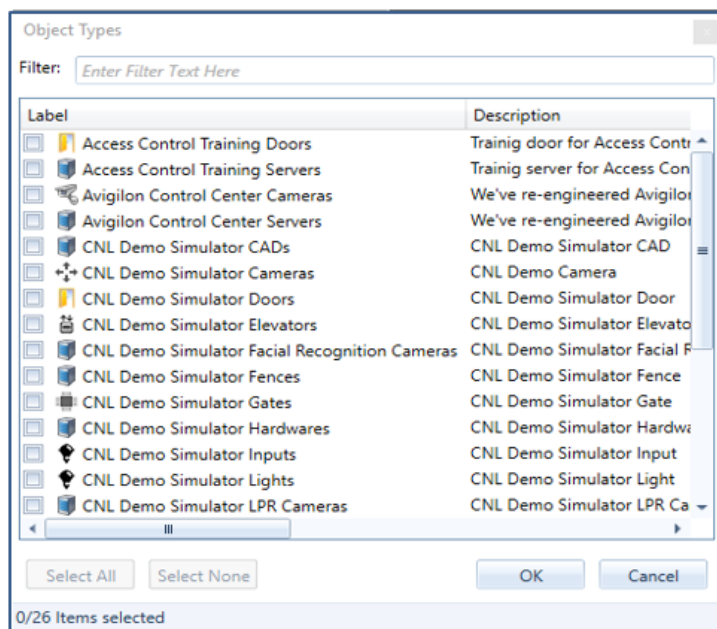 Object Types
x
Filter: Enter Filter Text Here
Label Description
Access Control Training Doors Trainig door for Access Contr
Access Control Training Servers Trainig server for Access Con
Avigilon Control Center Cameras We've re-engineered Avigilon
Avigilon Control Center Servers We've re-engineered Avigilon
CNL Demo Simulator CADs CNL Demo Simulator CAD
CNL Demo Simulator Cameras CNL Demo Camera
CNL Demo Simulator Doors CNL Demo Simulator Door
CNL Demo Simulator Elevators CNL Demo Simulator Elevato
CNL Demo Simulator Facial Recognition Cameras CNL Demo Simulator Facial R
CNL Demo Simulator Fences CNL Demo Simulator Fence
CNL Demo Simulator Gates CNL Demo Simulator Gate
CNL Demo Simulator Hardwares CNL Demo Simulator Hardwa
CNL Demo Simulator Inputs CNL Demo Simulator Input
CNL Demo Simulator Lights CNL Demo Simulator Light
CNL Demo Simulator LPR Cameras CNL Demo Simulator LPR Ca
Select All Select None OK Cancel
0/26 Items selected